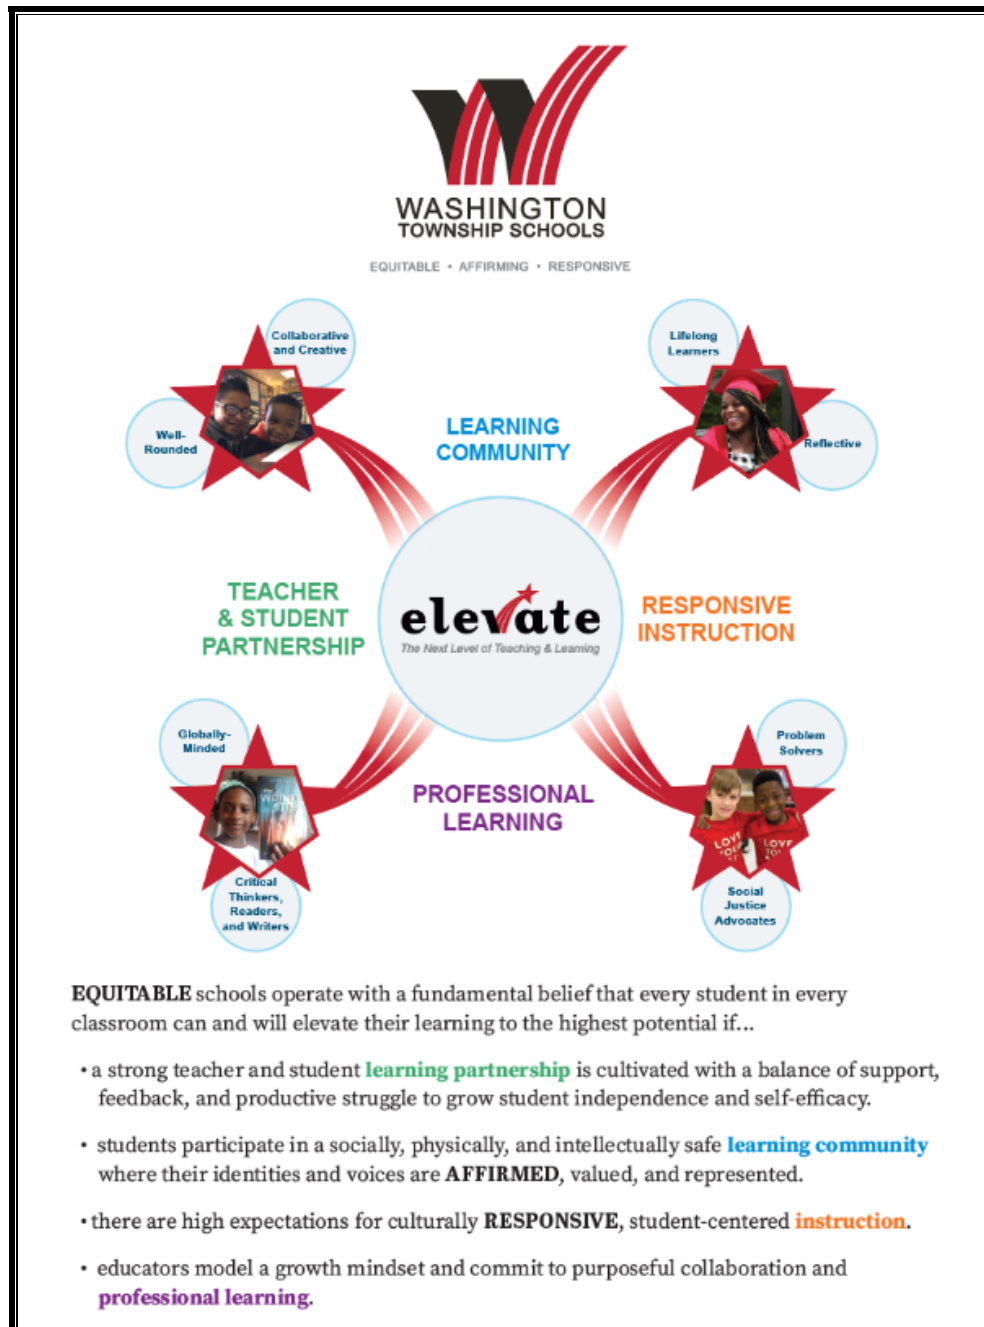 WASHINGTON
TOWNSHIP SCHOOLS
EQUITABLE • AFFIRMING • RESPONSIVE
Collaborative
and Creative
Well-
Rounded
Lifelong
Learners
Reflective
LEARNING
COMMUNITY
TEACHER
& STUDENT
PARTNERSHIP
elevate
The Next Level of Teaching & Learning
RESPONSIVE
INSTRUCTION
Globally-
Minded
Critical
Thinkers,
Readers,
and Writers
PROFESSIONAL
LEARNING
Problem
Solvers
LOVE
LOVE
Social
Justice
Advocates
EQUITABLE schools operate with a fundamental belief that every student in every
classroom can and will elevate their learning to the highest potential if...
• a strong teacher and student learning partnership is cultivated with a balance of support,
feedback, and productive struggle to grow student independence and self-efficacy.
• students participate in a socially, physically, and intellectually safe learning community
where their identities and voices are AFFIRMED, valued, and represented.
• there are high expectations for culturally RESPONSIVE, student-centered instruction.
• educators model a growth mindset and commit to purposeful collaboration and
professional learning.